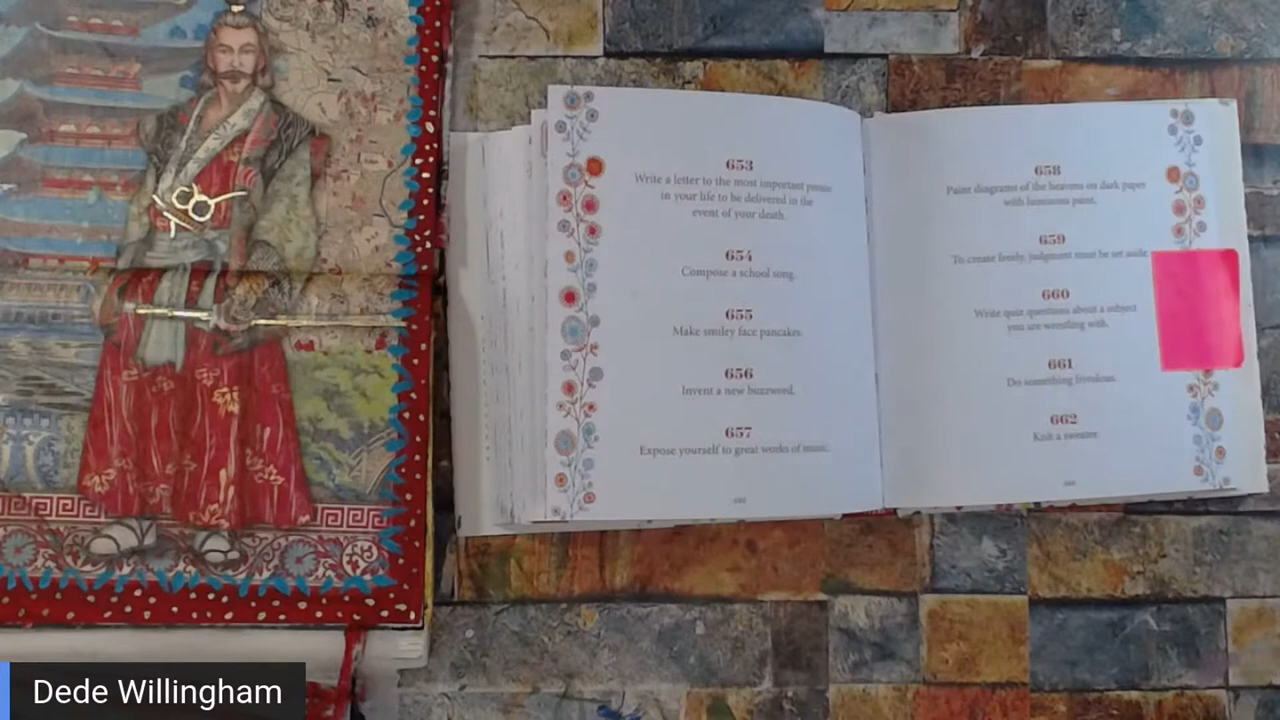 653
Write a letter to the most important person
in your life to be delivered in the
event of your death.
654
Compose a school song.
655
Make smiley face pancakes.
656
Invent a new buzzword.
657
Expose yourself to great works of music.
658
Paint diagrams of the heavens on dark paper
with luminous paint.
659
To create freely, judgment must be set aside.
660
Write quiz questions about a subject
you are wrestling with.
661
Do something frivolous.
662
Knit a sweater.
Dede Willingham